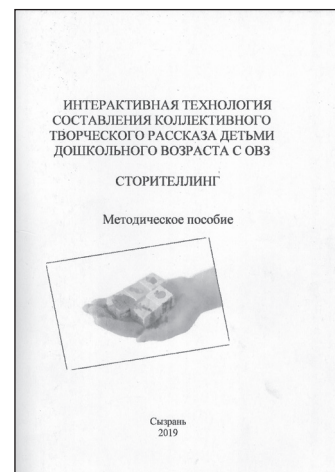 ИНТЕРАКТИВНАЯ ТЕХНОЛОГИЯ
СОСТАВЛЕНИЯ КОЛЛЕКТИВНОГО
ТВОРЧЕСКОГО РАССКАЗА ДЕТЬМИ
ДОШКОЛЬНОГО ВОЗРАСТА С ОВЗ
СТОРИТЕЛЛИНГ
Методическое пособие
Сызрань
2019